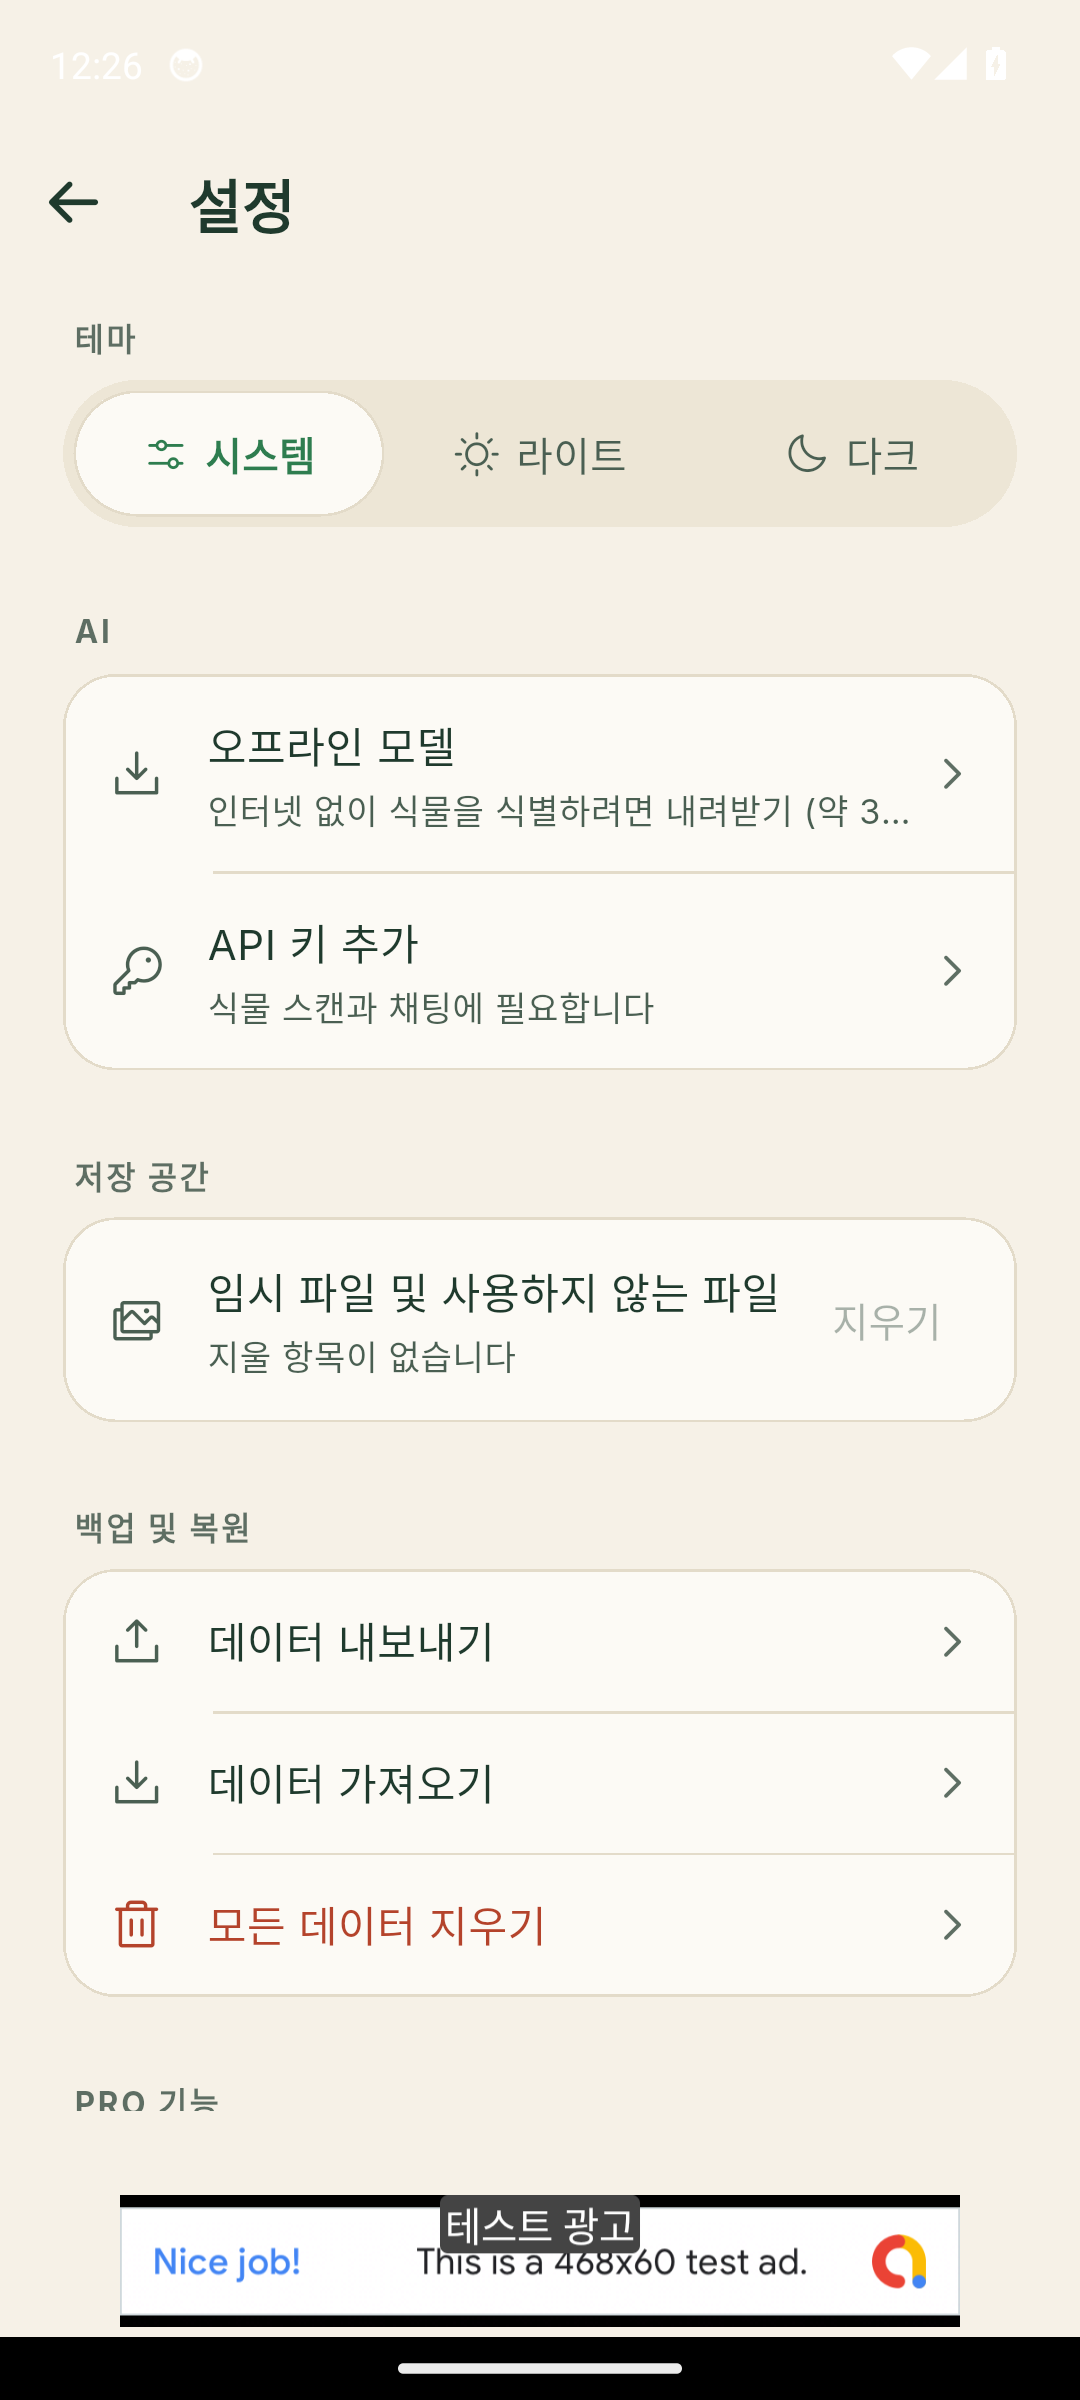 12:26
설정
테마
시스템
라이트
다크
AI
오프라인 모델
인터넷 없이 식물을 식별하려면 내려받기 (약 3...
API 키 추가
식물 스캔과 채팅에 필요합니다
저장 공간
임시 파일 및 사용하지 않는 파일
지우기
지울 항목이 없습니다
백업 및 복원
데이터 내보내기
데이터 가져오기
모든 데이터 지우기
PRO 기능
테스트 광고
Nice job!
This is a 468x60 test ad.